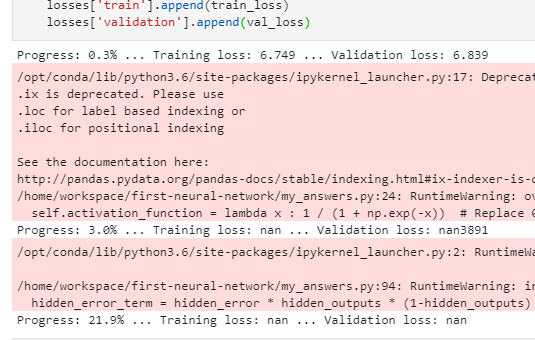 losses['train'].append(train_loss)
losses['validation'].append(val_loss)
Progress: 0.3% ... Training loss: 6.749 ... Validation loss: 6.839
/opt/conda/lib/python3.6/site-packages/ipykernel_launcher.py:17: Deprecat
.ix is deprecated. Please use
.loc for label based indexing or
.iloc for positional indexing
See the documentation here:
http://pandas.pydata.org/pandas-docs/stable/indexing.html#ix-indexer-is-d
/home/workspace/first-neural-network/my_answers.py:24: RuntimeWarning: ov
self.activation_function = lambda x : 1 / (1 + np.exp(-x))  # Replace 0
Progress: 3.0% ... Training loss: nan ... Validation loss: nan3891
/opt/conda/lib/python3.6/site-packages/ipykernel_launcher.py:2: RuntimeWa
/home/workspace/first-neural-network/my_answers.py:94: RuntimeWarning: in
hidden_error_term = hidden_error * hidden_outputs * (1-hidden_outputs)
Progress: 21.9% ... Training loss: nan ... Validation loss: nan